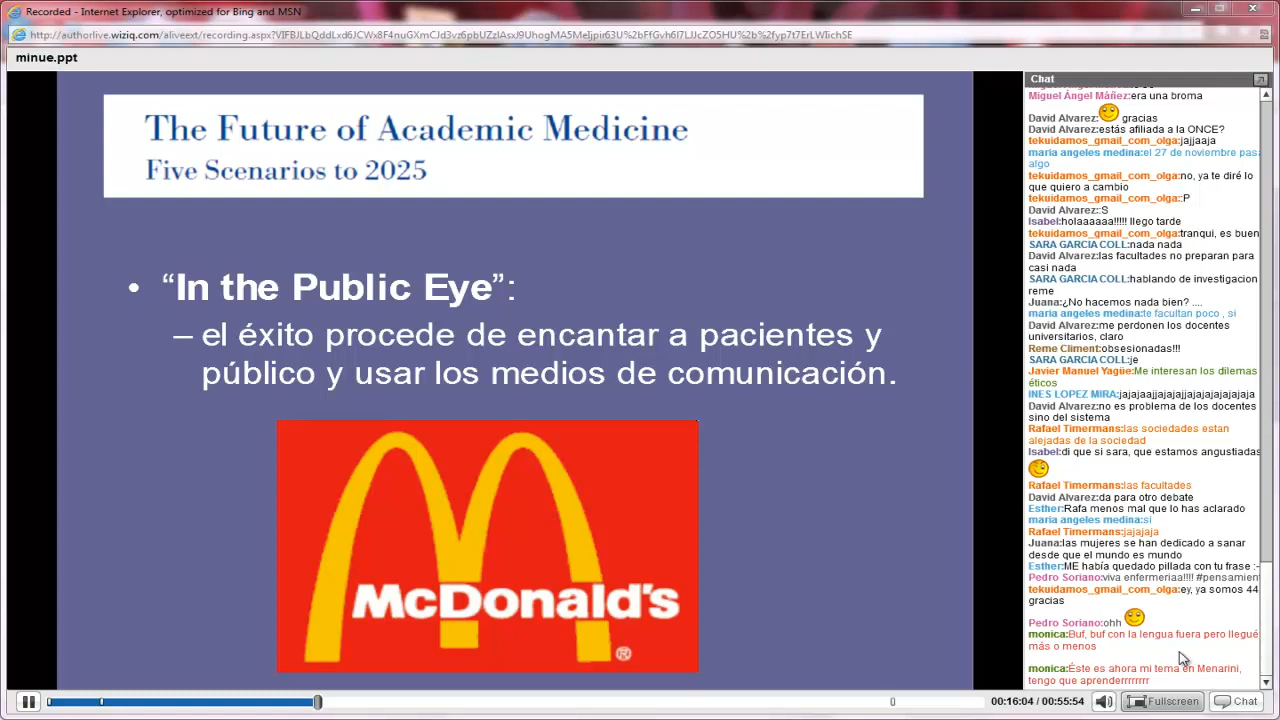 Recorded - Internet Explorer, optimized for Bing and MSN
minue.ppt
The Future of Academic Medicine
Five Scenarios to 2025
• “In the Public Eye”:
– el éxito procede de encantar a pacientes y
público y usar los medios de comunicación.
McDonald's
®
Chat
Miguel Ángel Máñez:era una broma
David Alvarez: gracias
David Alvarez:estás afiliada a la ONCE?
tekuidamos_gmail_com_olga:jajjaaja
maria angeles medina:el 27 de noviembre pas
algo
tekuidamos_gmail_com_olga:no, ya te diré lo
que quiero a cambio
tekuidamos_gmail_com_olga::P
David Alvarez::S
Isabel:holaaaaaa!!!!! llego tarde
tekuidamos_gmail_com_olga:tranqui, es buen
SARA GARCIA COLL:nada nada
David Alvarez:las facultades no preparan para
casi nada
SARA GARCIA COLL:hablando de investigacion
reme
Juana:¿No hacemos nada bien? ....
maria angeles medina:te facultan poco , si
David Alvarez:me perdonen los docentes
universitarios, claro
Reme Climent:obsesionadas!!!
SARA GARCIA COLL:je
Javier Manuel Yagüe:Me interesan los dilemas
éticos
INES LOPEZ MIRA:jajajaajjajajajjajajajajajajaja
David Alvarez:no es problema de los docentes
sino del sistema
Rafael Timermans:las sociedades estan
alejadas de la sociedad
Isabel:di que si sara, que estamos angustiadas
Rafael Timermans:las facultades
David Alvarez:da para otro debate
Esther:Rafa menos mal que lo has aclarado
maria angeles medina:si
Rafael Timermans:jajajaja
Juana:las mujeres se han dedicado a sanar
desde que el mundo es mundo
Esther:ME había quedado pillada con tu frase :-
Pedro Soriano:viva enfermeriaa!!!! #pensamien
tekuidamos_gmail_com_olga:ey, ya somos 44
gracias
Pedro Soriano:ohh
monica:Buf, buf con la lengua fuera pero llegué
más o menos
monica:Éste es ahora mi tema en Menarini,
tengo que aprenderrrrrrrr
00:16:04 / 00:55:54
Fullscreen
Chat